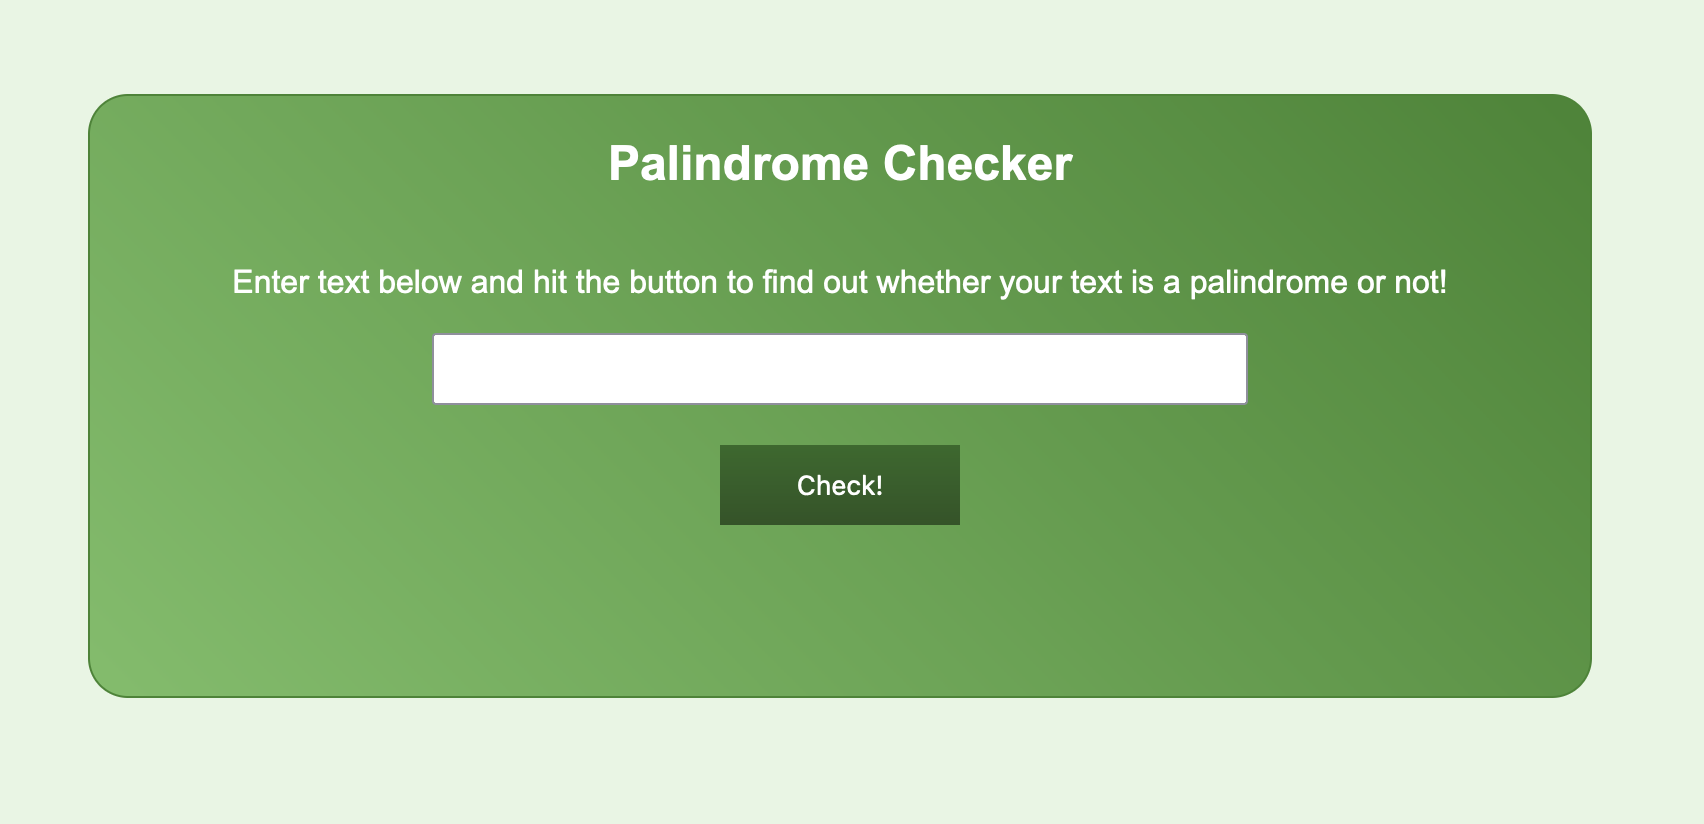 Palindrome Checker
Enter text below and hit the button to find out whether your text is a palindrome or not!
Check!